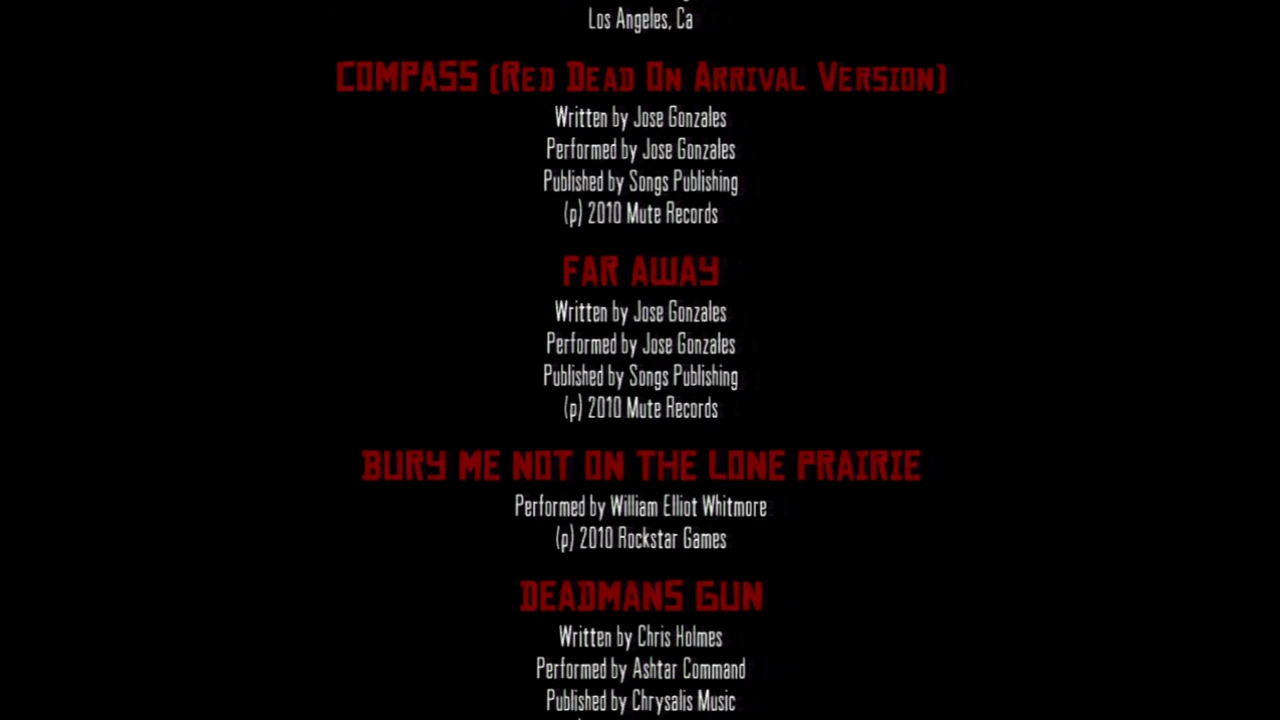 Los Angeles, Ca
COMPASS (RED DEAD ON ARRIVAL VERSION)
Written by Jose Gonzales
Performed by Jose Gonzales
Published by Songs Publishing
(p) 2010 Mute Records
FAR AWAY
Written by Jose Gonzales
Performed by Jose Gonzales
Published by Songs Publishing
(p) 2010 Mute Records
BURY ME NOT ON THE LONE PRAIRIE
Performed by William Elliot Whitmore
(p) 2010 Rockstar Games
DEADMANS GUN
Written by Chris Holmes
Performed by Ashtar Command
Published by Chrysalis Music